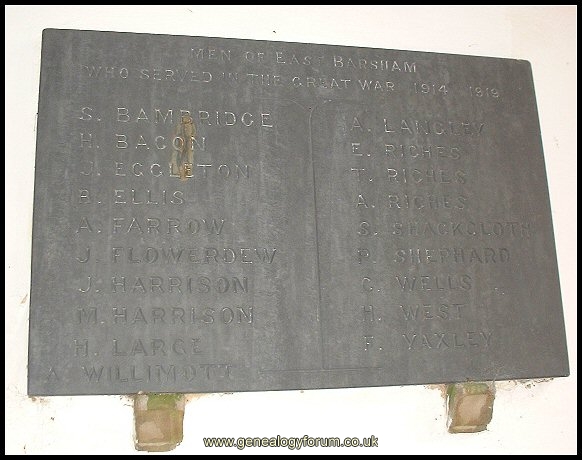 MEN OF EAST BARSHAM
WHO SERVED IN THE GREAT WAR 1914 1919
S. BAMBRIDGE
H. BACON
J. EGGLETON
B. ELLIS
A. FARROW
J. FLOWERDEW
J. HARRISON
M. HARRISON
H. LARGE
A. WILLIMOTT
A. LANGLEY
E. RICHES
T. RICHES
A. RICHES
S. SHACKCLOTH
P. SHEPHARD
C. WELLS
H. WEST
F. YAXLEY
www.genealogyforum.co.uk